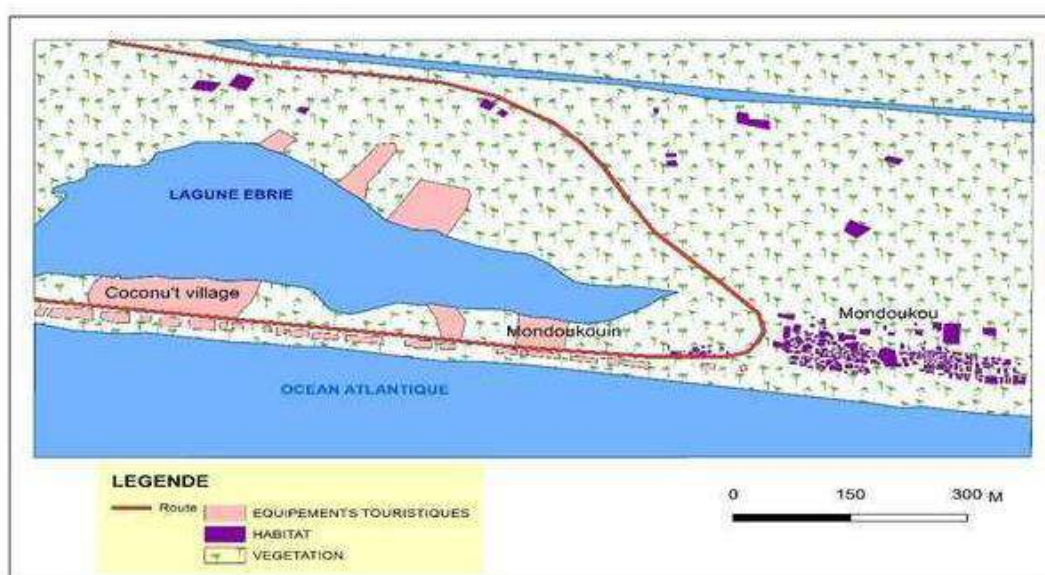 LAGUNE EBRIE
Coconu't village
Mondoukouin
Mondoukou
OCEAN ATLANTIQUE
LEGENDE
Route
EQUIPEMENTS TOURISTIQUES
HABITAT
VEGETATION
0 150 300 M